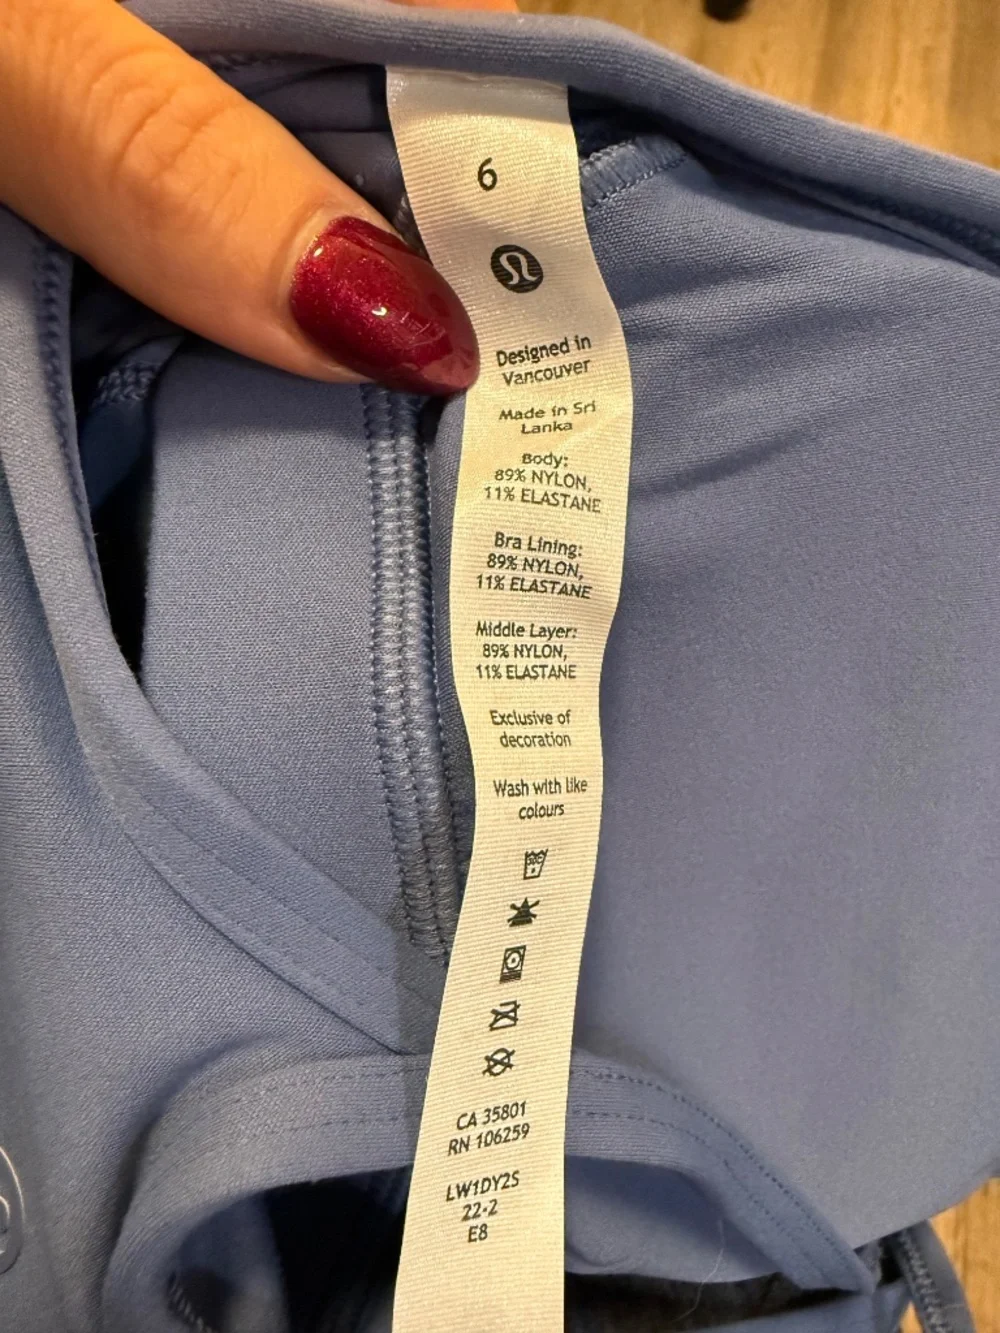 6
Designed in
Vancouver
Made in Sri
Lanka
Body:
89% NYLON,
11% ELASTANE
Bra Lining:
89% NYLON,
11% ELASTANE
Middle Layer:
89% NYLON,
11% ELASTANE
Exclusive of
decoration
Wash with like
colours
CA 35801
RN 106259
LW1DY2S
22-2
E8